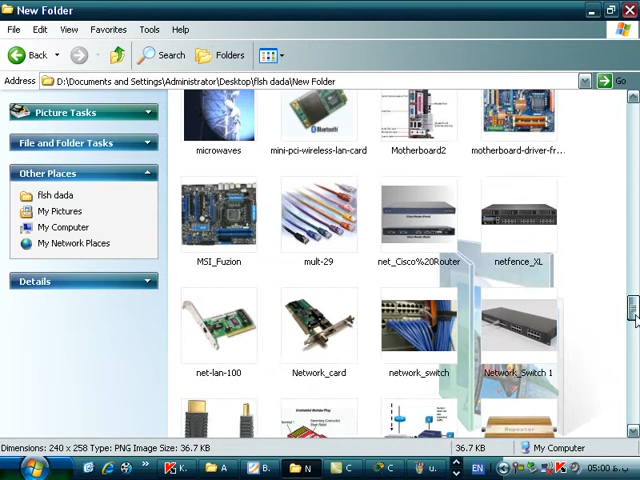 New Folder
File Edit View Favorites Tools Help
Back Search Folders
Address D:\Documents and Settings\Administrator\Desktop\flsh dada\New Folder Go
Picture Tasks
File and Folder Tasks
Other Places
flsh dada
My Pictures
My Computer
My Network Places
Details
microwaves mini-pci-wireless-lan-card Motherboard2 motherboard-driver-fr...
Bluetooth
MSI_Fuzion mult-29 net_Cisco%20Router netfence_XL
net-lan-100 Network_card network_switch Network_Switch 1
Repeater
Dimensions: 240 x 258 Type: PNG Image Size: 36.7 KB 36.7 KB My Computer
K. A B. N C C u. EN 05:00